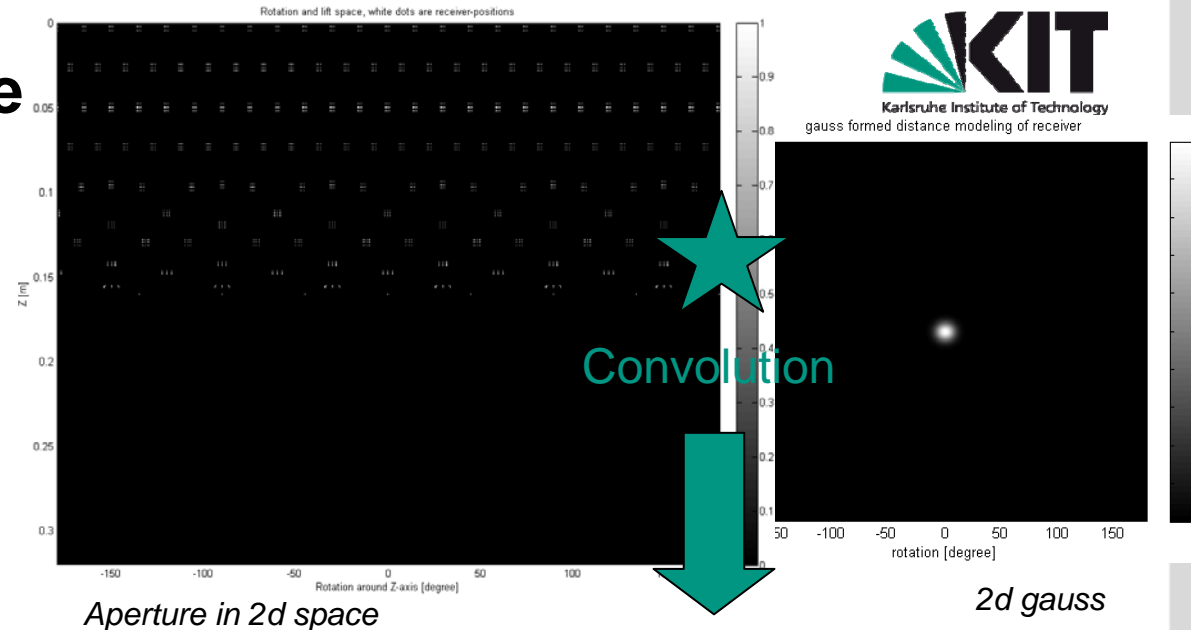 Rotation and lift space, white dots are receiver-positions
e
0
0.05
0.1
0.15
0.2
0.25
0.3
Z [m]
-150
-100
-50
0
50
100
Rotation around Z-axis [degree]
1
0.9
0.8
0.7
0.5
0.4
0.3
0.2
0.1
0
Aperture in 2d space
Convolution
KIT
Karlsruhe Institute of Technology
gauss formed distance modeling of receiver
50
-100
-50
0
50
100
150
rotation [degree]
2d gauss